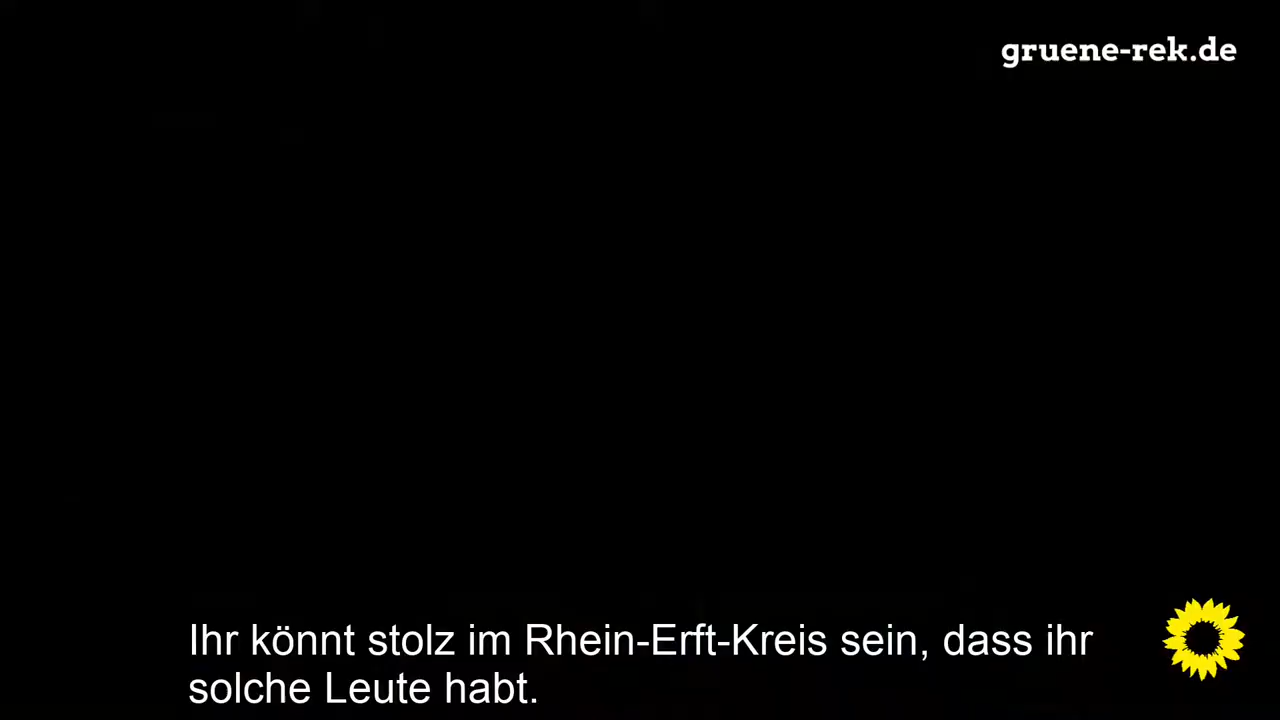 gruene-rek.de
Ihr könnt stolz im Rhein-Erft-Kreis sein, dass ihr
solche Leute habt.